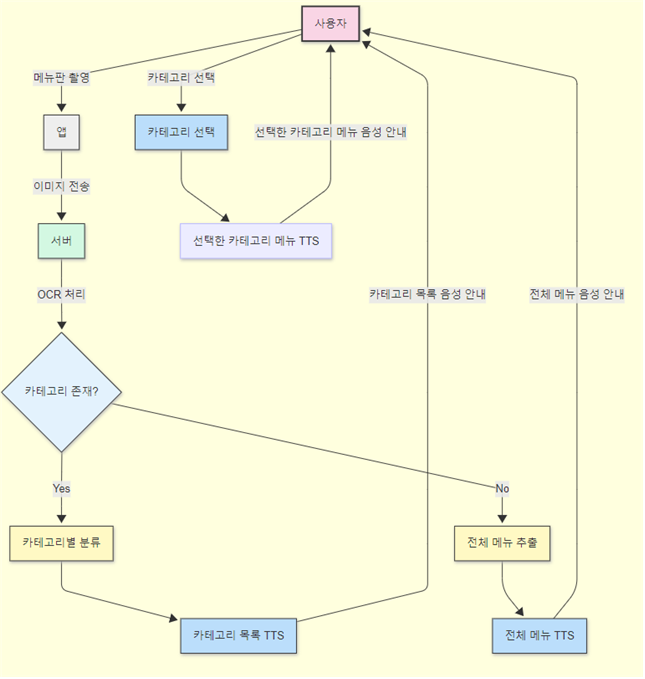 사용자
메뉴판 촬영
카테고리 선택
앱
카테고리 선택
선택한 카테고리 메뉴 음성 안내
이미지 전송
서버
선택한 카테고리 메뉴 TTS
OCR 처리
카테고리 목록 음성 안내
전체 메뉴 음성 안내
카테고리 존재?
Yes
No
카테고리별 분류
전체 메뉴 추출
카테고리 목록 TTS
전체 메뉴 TTS